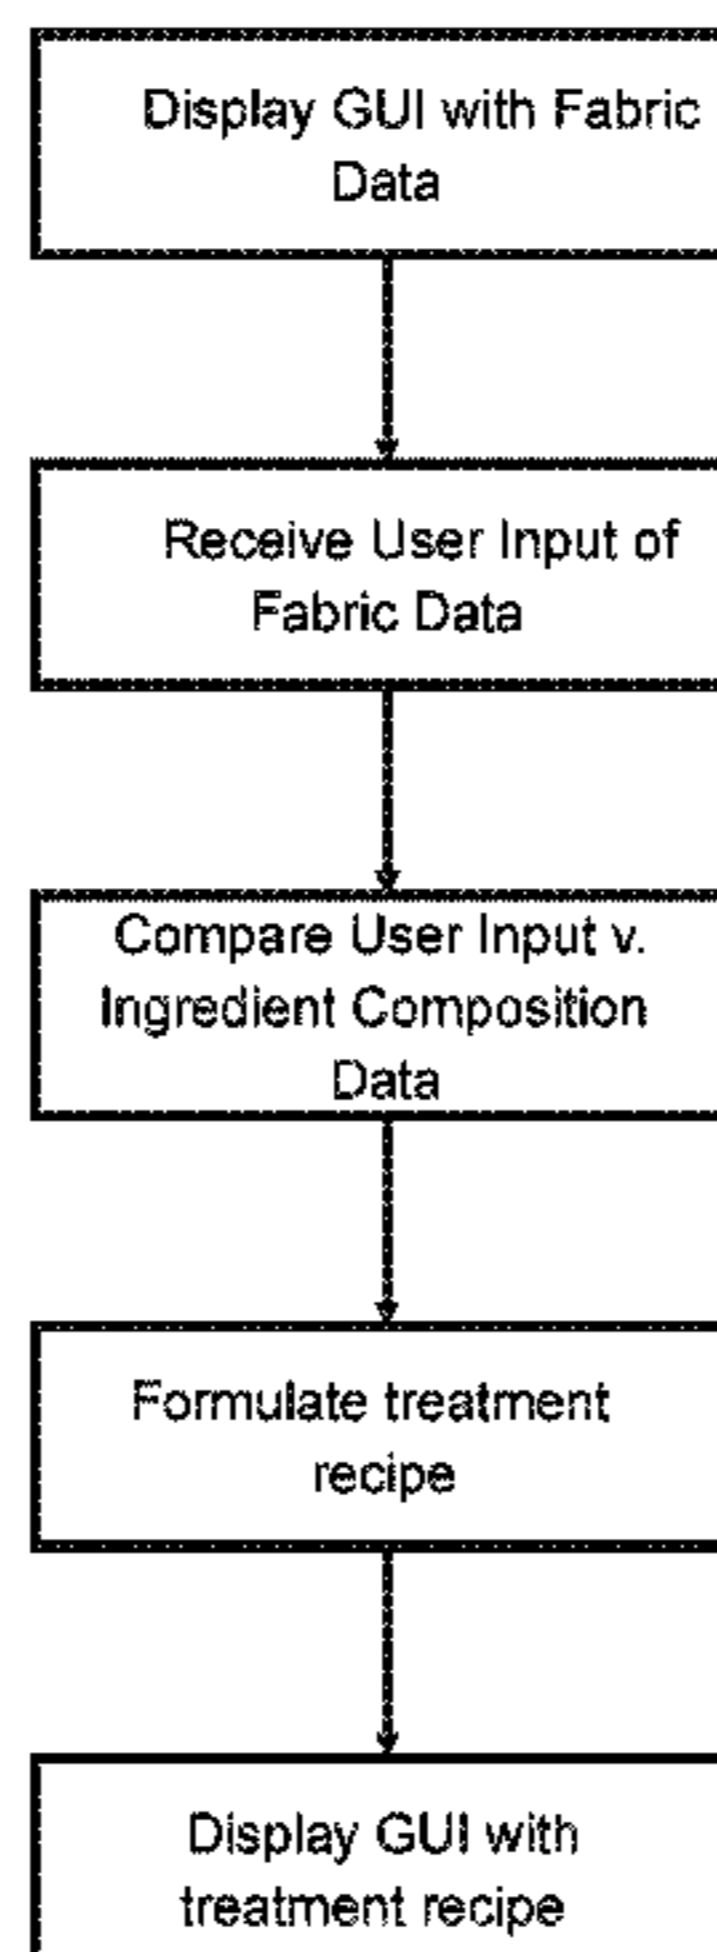 Display GUI with Fabric
Data
Receive User Input of
Fabric Data
Compare User Input v.
Ingredient Composition
Data
Formulate treatment
recipe
Display GUI with
treatment recipe